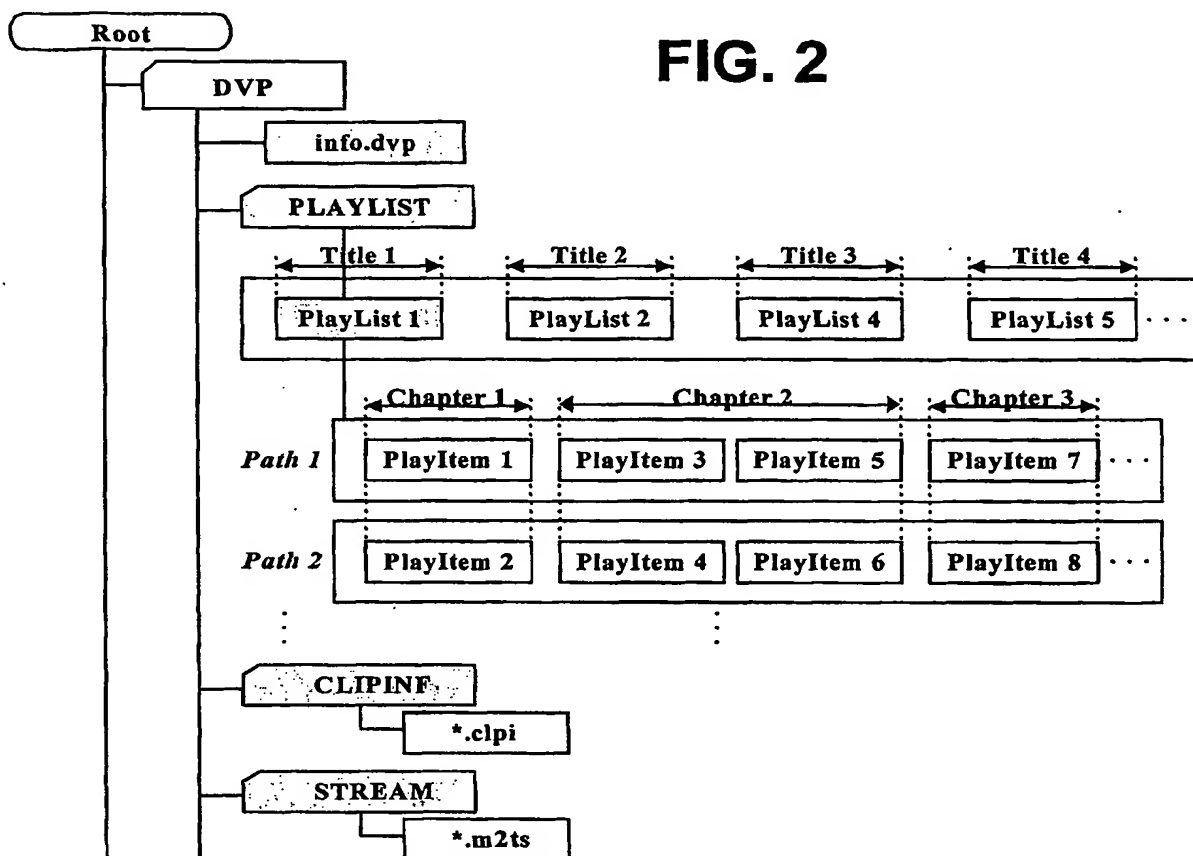 FIG. 2
Root
DVP
info.dvp
PLAYLIST
Title 1 Title 2 Title 3 Title 4
PlayList 1 PlayList 2 PlayList 4 PlayList 5 . . .
Chapter 1 Chapter 2 Chapter 3
Path 1 PlayItem 1 PlayItem 3 PlayItem 5 PlayItem 7 . . .
Path 2 PlayItem 2 PlayItem 4 PlayItem 6 PlayItem 8 . . .
CLIPINF
*.clpi
STREAM
*.m2ts